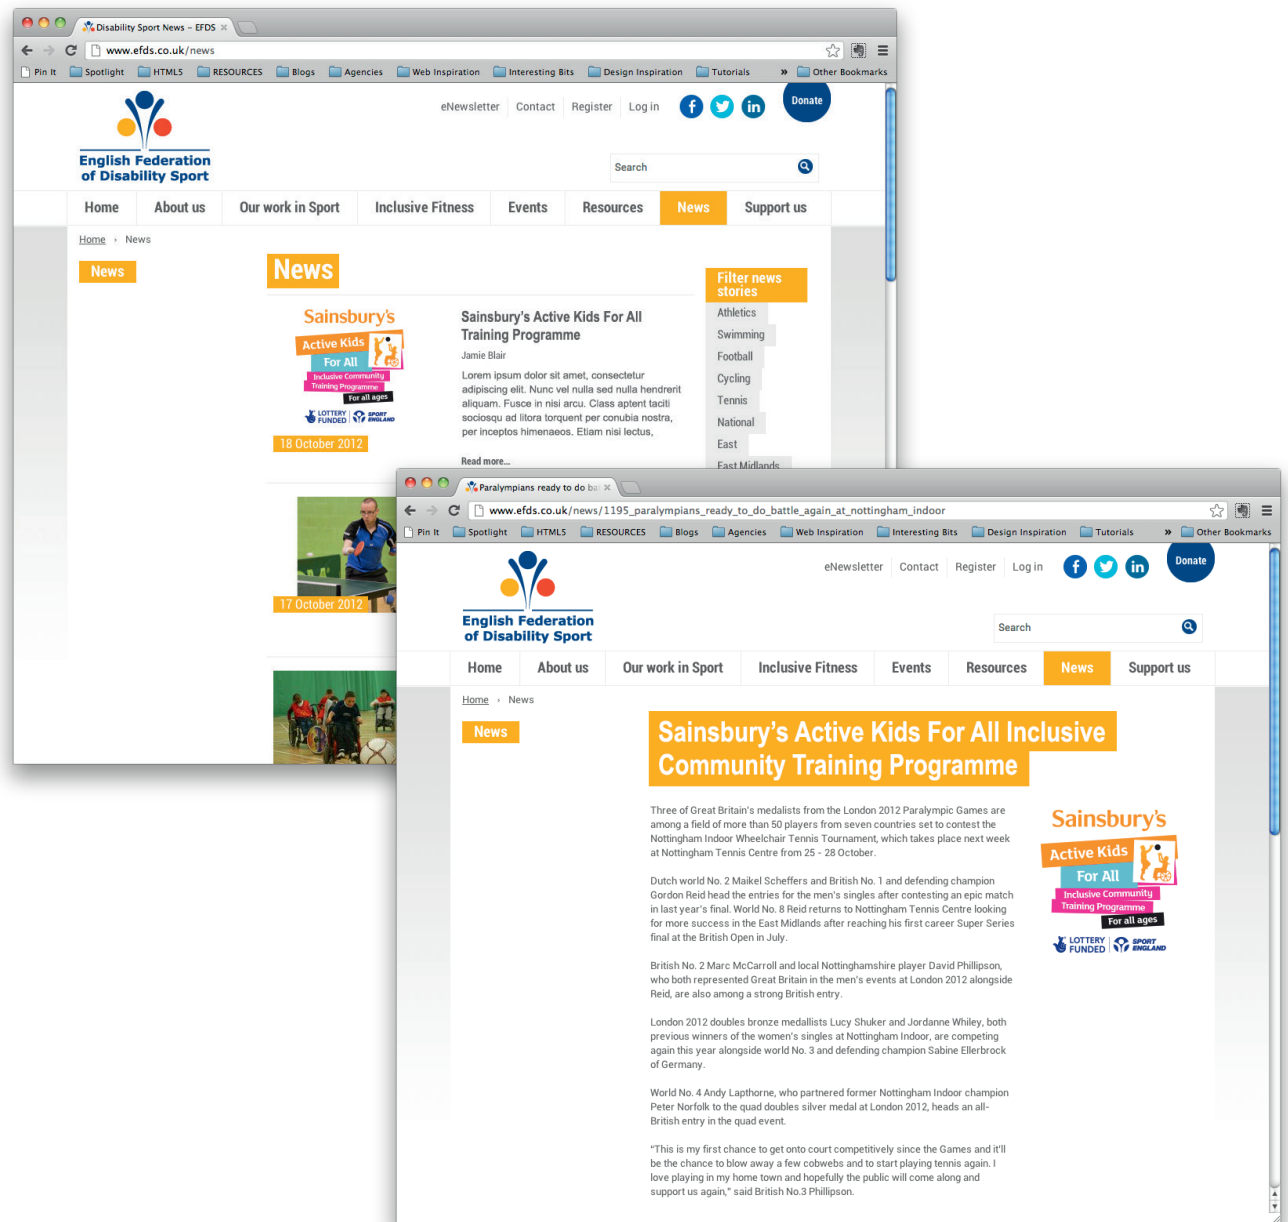 Disability Sport News – EFDS
www.efds.co.uk/news
Pin It Spotlight HTML5 RESOURCES Blogs Agencies Web Inspiration Interesting Bits Design Inspiration Tutorials » Other Bookmarks
eNewsletter Contact Register Log in Donate
English Federation
of Disability Sport
Search
Home About us Our work in Sport Inclusive Fitness Events Resources News Support us
Home › News
News
News
Sainsbury's
Active Kids
For All
Inclusive Community
Training Programme
For all ages
LOTTERY FUNDED
SPORT ENGLAND
18 October 2012
Sainsbury's Active Kids For All
Training Programme
Jamie Blair
Lorem ipsum dolor sit amet, consectetur
adipiscing elit. Nunc vel nulla sed nulla hendrerit
aliquam. Fusce in nisi arcu. Class aptent taciti
sociosqu ad litora torquent per conubia nostra,
per inceptos himenaeos. Etiam nisi lectus,
Read more...
Filter news
stories
Athletics
Swimming
Football
Cycling
Tennis
National
East
East Midlands
17 October 2012
Paralympians ready to do bat
www.efds.co.uk/news/1195_paralympians_ready_to_do_battle_again_at_nottingham_indoor
Pin It Spotlight HTML5 RESOURCES Blogs Agencies Web Inspiration Interesting Bits Design Inspiration Tutorials » Other Bookmarks
eNewsletter Contact Register Log in Donate
English Federation
of Disability Sport
Search
Home About us Our work in Sport Inclusive Fitness Events Resources News Support us
Home › News
News
Sainsbury's Active Kids For All Inclusive
Community Training Programme
Three of Great Britain's medalists from the London 2012 Paralympic Games are
among a field of more than 50 players from seven countries set to contest the
Nottingham Indoor Wheelchair Tennis Tournament, which takes place next week
at Nottingham Tennis Centre from 25 - 28 October.
Dutch world No. 2 Maikel Scheffers and British No. 1 and defending champion
Gordon Reid head the entries for the men's singles after contesting an epic match
in last year's final. World No. 8 Reid returns to Nottingham Tennis Centre looking
for more success in the East Midlands after reaching his first career Super Series
final at the British Open in July.
British No. 2 Marc McCarroll and local Nottinghamshire player David Phillipson,
who both represented Great Britain in the men's events at London 2012 alongside
Reid, are also among a strong British entry.
London 2012 doubles bronze medallists Lucy Shuker and Jordanne Whiley, both
previous winners of the women's singles at Nottingham Indoor, are competing
again this year alongside world No. 3 and defending champion Sabine Ellerbrock
of Germany.
World No. 4 Andy Lapthorne, who partnered former Nottingham Indoor champion
Peter Norfolk to the quad doubles silver medal at London 2012, heads an all-
British entry in the quad event.
"This is my first chance to get onto court competitively since the Games and it'll
be the chance to blow away a few cobwebs and to start playing tennis again. I
love playing in my home town and hopefully the public will come along and
support us again," said British No.3 Phillipson.
Sainsbury's
Active Kids
For All
Inclusive Community
Training Programme
For all ages
LOTTERY FUNDED
SPORT ENGLAND